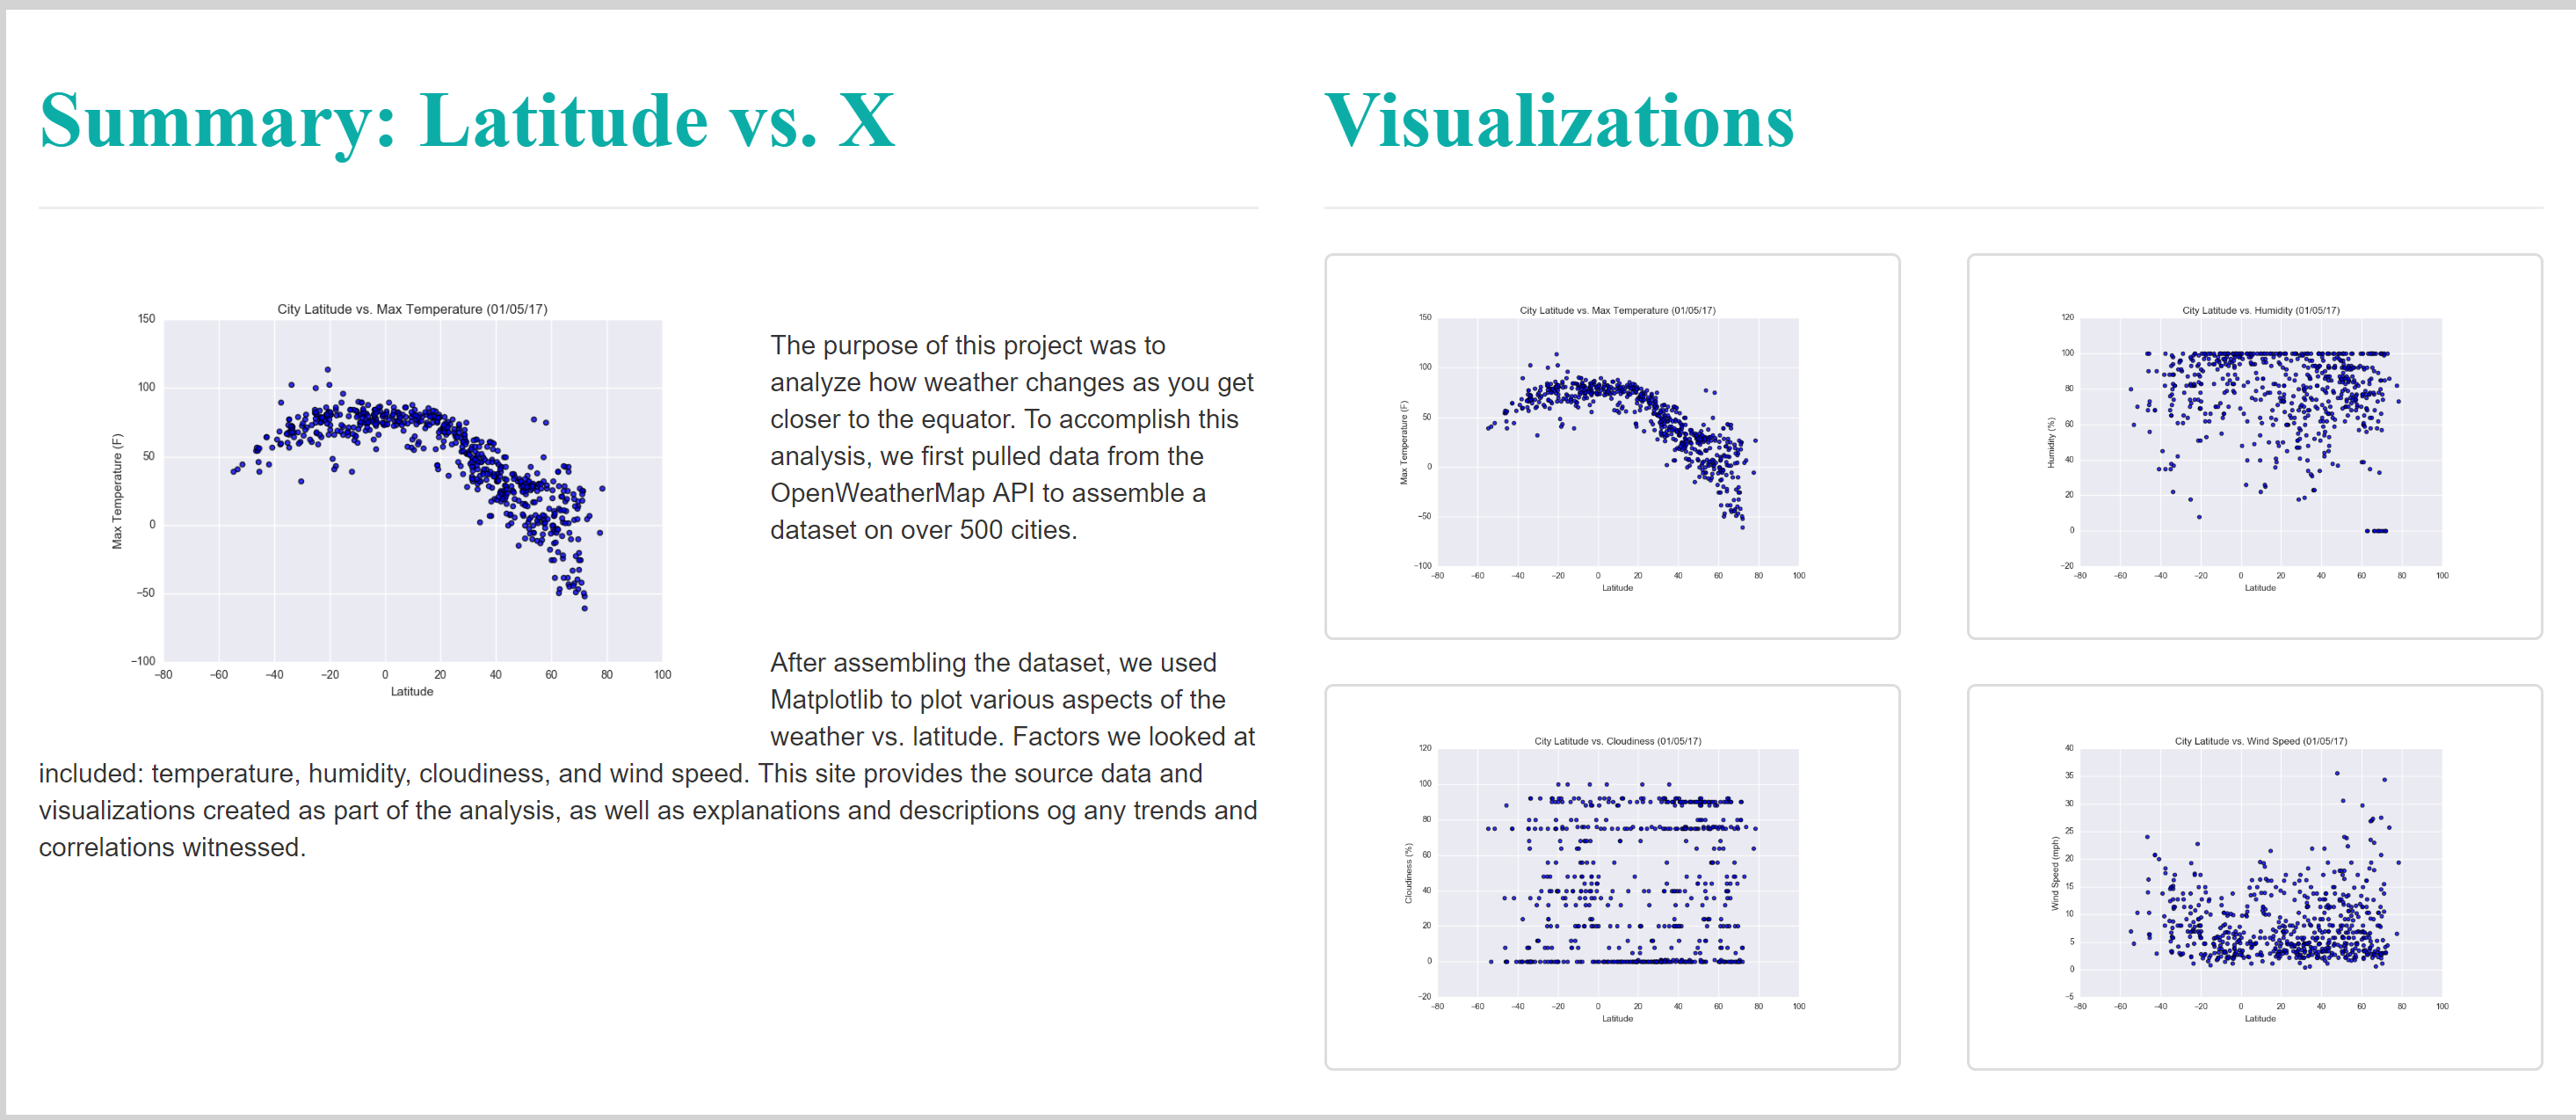 Summary: Latitude vs. X
City Latitude vs. Max Temperature (01/05/17)
150
100
50
0
−50
−100
Max Temperature (F)
−80 −60 −40 −20 0 20 40 60 80 100
Latitude
The purpose of this project was to
analyze how weather changes as you get
closer to the equator. To accomplish this
analysis, we first pulled data from the
OpenWeatherMap API to assemble a
dataset on over 500 cities.
After assembling the dataset, we used
Matplotlib to plot various aspects of the
weather vs. latitude. Factors we looked at
included: temperature, humidity, cloudiness, and wind speed. This site provides the source data and
visualizations created as part of the analysis, as well as explanations and descriptions og any trends and
correlations witnessed.
Visualizations
City Latitude vs. Max Temperature (01/05/17)
150
100
50
0
−50
−100
Max Temperature (F)
−80 −60 −40 −20 0 20 40 60 80 100
Latitude
City Latitude vs. Humidity (01/05/17)
120
100
80
60
40
20
0
−20
Humidity (%)
−80 −60 −40 −20 0 20 40 60 80 100
Latitude
City Latitude vs. Cloudiness (01/05/17)
120
100
80
60
40
20
0
−20
Cloudiness (%)
−80 −60 −40 −20 0 20 40 60 80 100
Latitude
City Latitude vs. Wind Speed (01/05/17)
40
35
30
25
20
15
10
5
0
−5
Wind Speed (mph)
−80 −60 −40 −20 0 20 40 60 80 100
Latitude